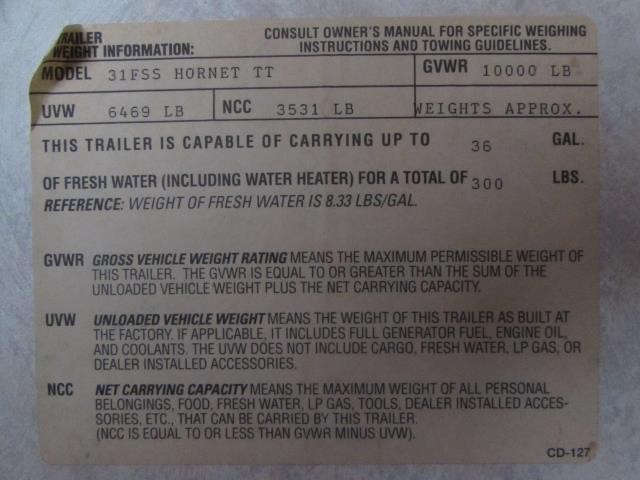 TRAILER WEIGHT INFORMATION: CONSULT OWNER'S MANUAL FOR SPECIFIC WEIGHING INSTRUCTIONS AND TOWING GUIDELINES.
MODEL 31FSS HORNET TT GVWR 10000 LB
UVW 6469 LB NCC 3531 LB WEIGHTS APPROX.
THIS TRAILER IS CAPABLE OF CARRYING UP TO 36 GAL.
OF FRESH WATER (INCLUDING WATER HEATER) FOR A TOTAL OF 300 LBS.
REFERENCE: WEIGHT OF FRESH WATER IS 8.33 LBS/GAL.
GVWR GROSS VEHICLE WEIGHT RATING MEANS THE MAXIMUM PERMISSIBLE WEIGHT OF
THIS TRAILER. THE GVWR IS EQUAL TO OR GREATER THAN THE SUM OF THE
UNLOADED VEHICLE WEIGHT PLUS THE NET CARRYING CAPACITY.
UVW UNLOADED VEHICLE WEIGHT MEANS THE WEIGHT OF THIS TRAILER AS BUILT AT
THE FACTORY. IF APPLICABLE, IT INCLUDES FULL GENERATOR FUEL, ENGINE OIL,
AND COOLANTS. THE UVW DOES NOT INCLUDE CARGO, FRESH WATER, LP GAS, OR
DEALER INSTALLED ACCESSORIES.
NCC NET CARRYING CAPACITY MEANS THE MAXIMUM WEIGHT OF ALL PERSONAL
BELONGINGS, FOOD, FRESH WATER, LP GAS, TOOLS, DEALER INSTALLED ACCES-
SORIES, ETC., THAT CAN BE CARRIED BY THIS TRAILER.
(NCC IS EQUAL TO OR LESS THAN GVWR MINUS UVW).
CD-127